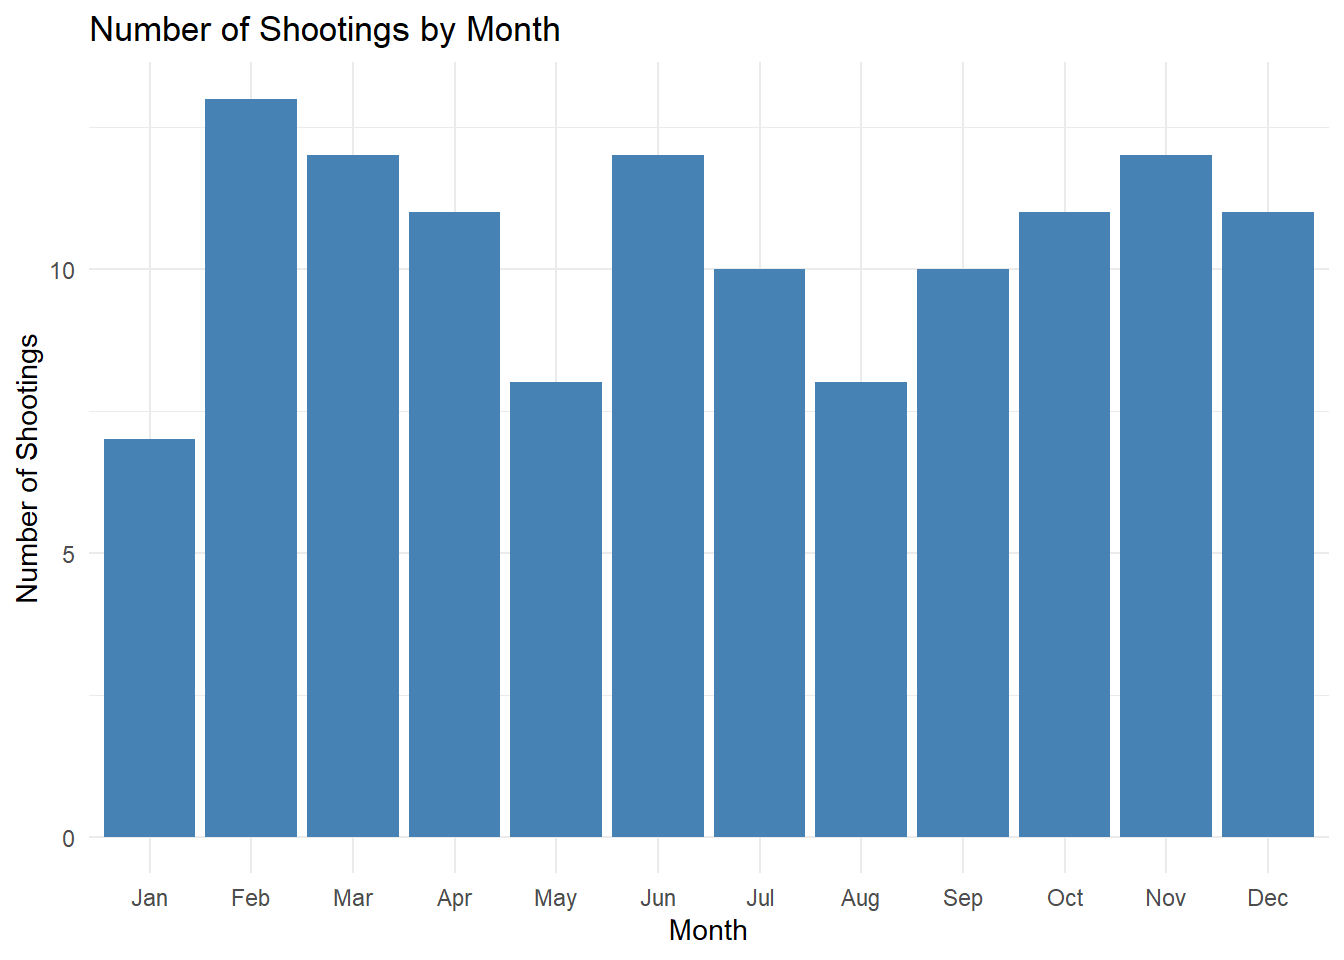 Number of Shootings by Month
Number of Shootings
10
5
0
Jan Feb Mar Apr May Jun Jul Aug Sep Oct Nov Dec
Month